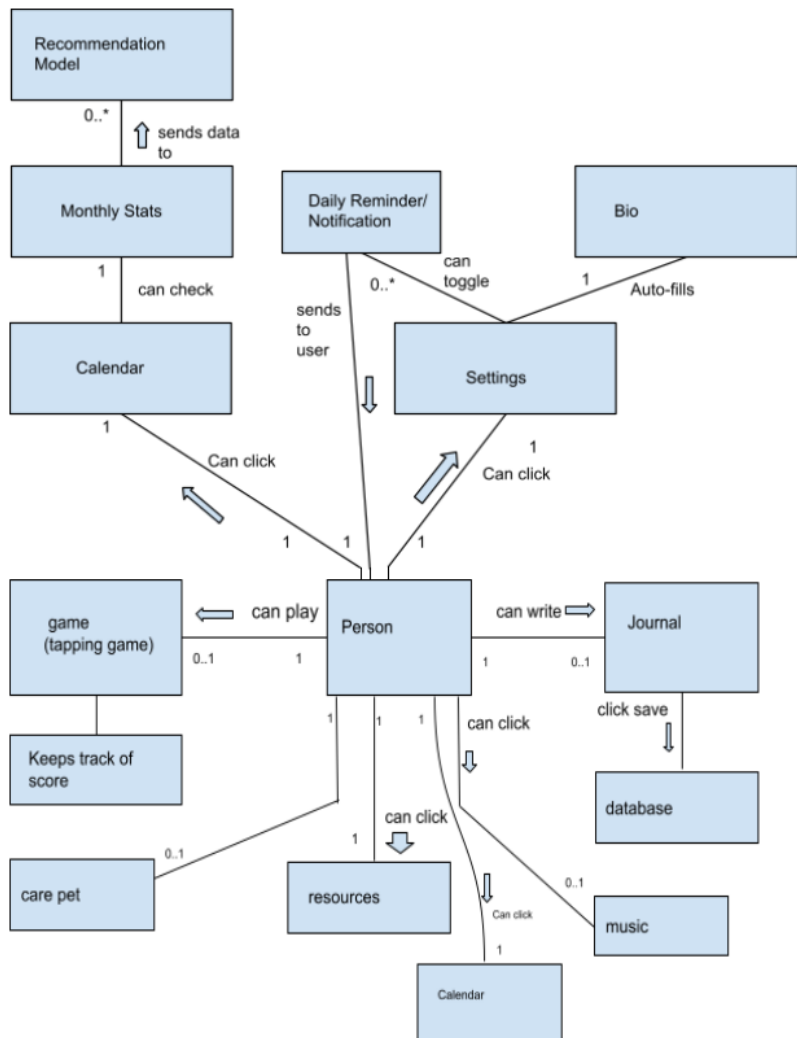 Recommendation
Model
0..*
sends data
to
Monthly Stats
Daily Reminder/
Notification
Bio
1
can check
can
toggle
0..*
1
Auto-fills
sends
to
user
Calendar
Settings
1
1
Can click
Can click
1
1
1
game
(tapping game)
can play
Person
can write
Journal
0..1
1
1
0..1
click save
1
1
1
can click
Keeps track of
score
database
can click
0..1
1
0..1
care pet
resources
Can click
music
1
Calendar